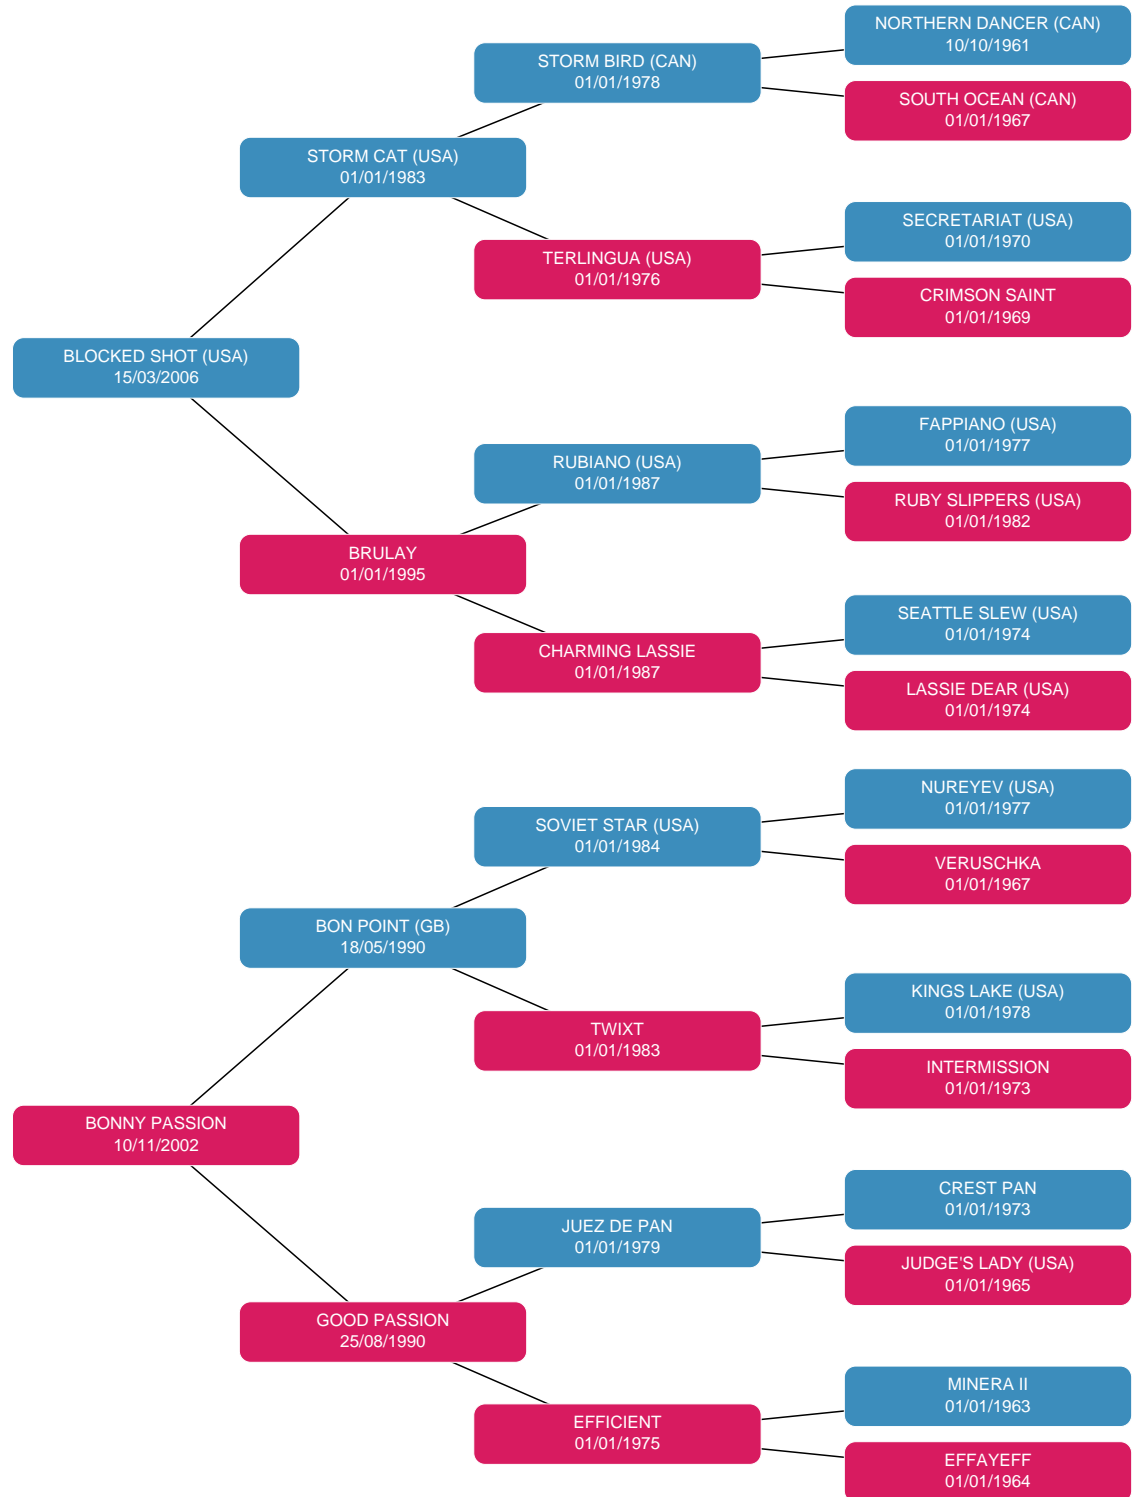 NORTHERN DANCER (CAN)
10/10/1961
STORM BIRD (CAN)
01/01/1978
SOUTH OCEAN (CAN)
01/01/1967
STORM CAT (USA)
01/01/1983
SECRETARIAT (USA)
01/01/1970
TERLINGUA (USA)
01/01/1976
CRIMSON SAINT
01/01/1969
BLOCKED SHOT (USA)
15/03/2006
FAPPIANO (USA)
01/01/1977
RUBIANO (USA)
01/01/1987
RUBY SLIPPERS (USA)
01/01/1982
BRULAY
01/01/1995
SEATTLE SLEW (USA)
01/01/1974
CHARMING LASSIE
01/01/1987
LASSIE DEAR (USA)
01/01/1974
NUREYEV (USA)
01/01/1977
SOVIET STAR (USA)
01/01/1984
VERUSCHKA
01/01/1967
BON POINT (GB)
18/05/1990
KINGS LAKE (USA)
01/01/1978
TWIXT
01/01/1983
INTERMISSION
01/01/1973
BONNY PASSION
10/11/2002
CREST PAN
01/01/1973
JUEZ DE PAN
01/01/1979
JUDGE'S LADY (USA)
01/01/1965
GOOD PASSION
25/08/1990
MINERA II
01/01/1963
EFFICIENT
01/01/1975
EFFAYEFF
01/01/1964